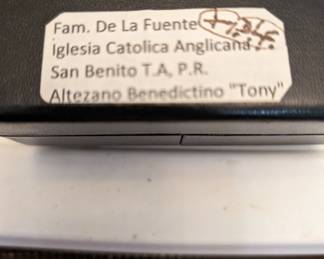 Fam. De La Fuente
Iglesia Catolica Anglicana
San Benito T.A, P.R.
Altezano Benedictino "Tony"